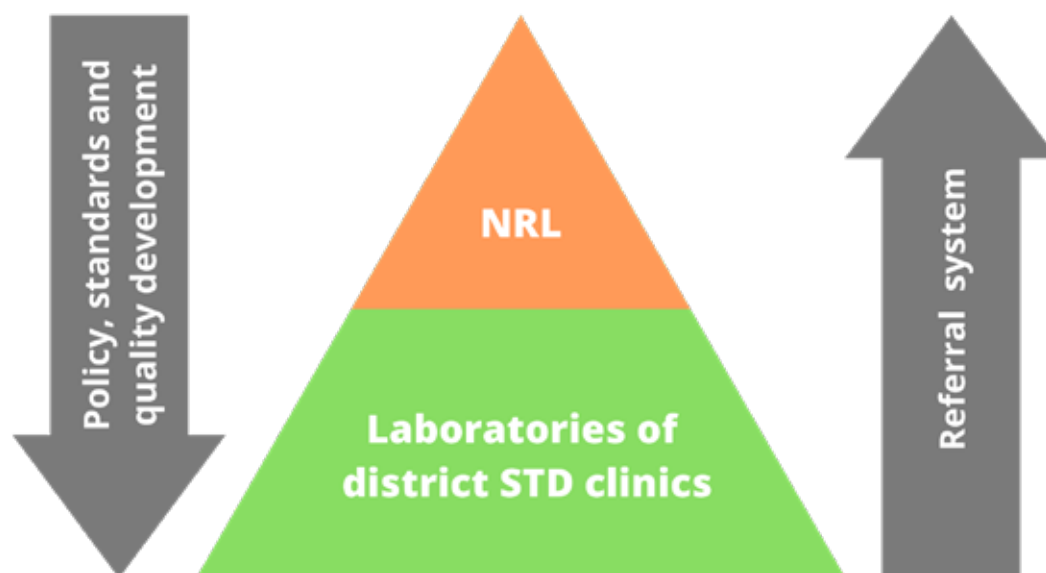 Policy, standards and
quality development
NRL
Laboratories of
district STD clinics
Referral system